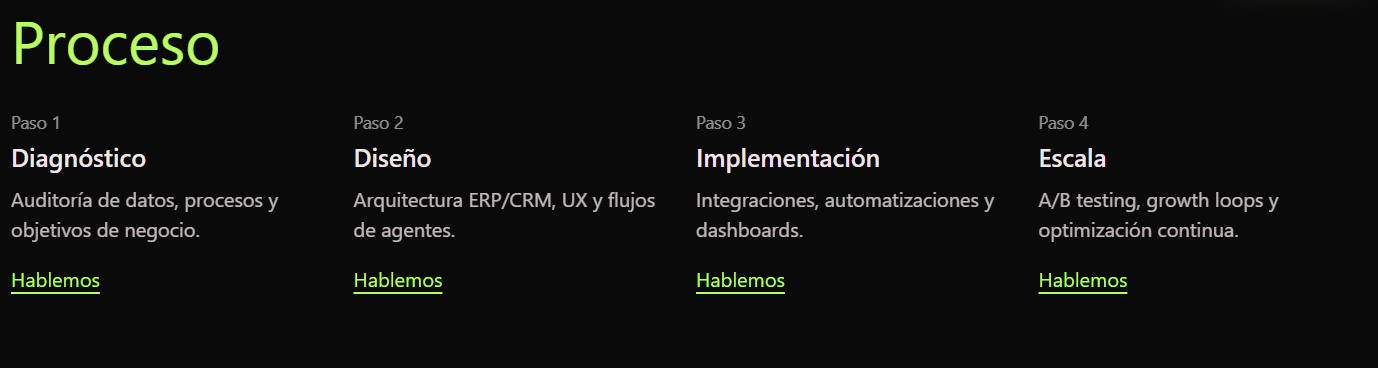 Proceso
Paso 1
Diagnóstico
Auditoría de datos, procesos y
objetivos de negocio.
Hablemos
Paso 2
Diseño
Arquitectura ERP/CRM, UX y flujos
de agentes.
Hablemos
Paso 3
Implementación
Integraciones, automatizaciones y
dashboards.
Hablemos
Paso 4
Escala
A/B testing, growth loops y
optimización continua.
Hablemos